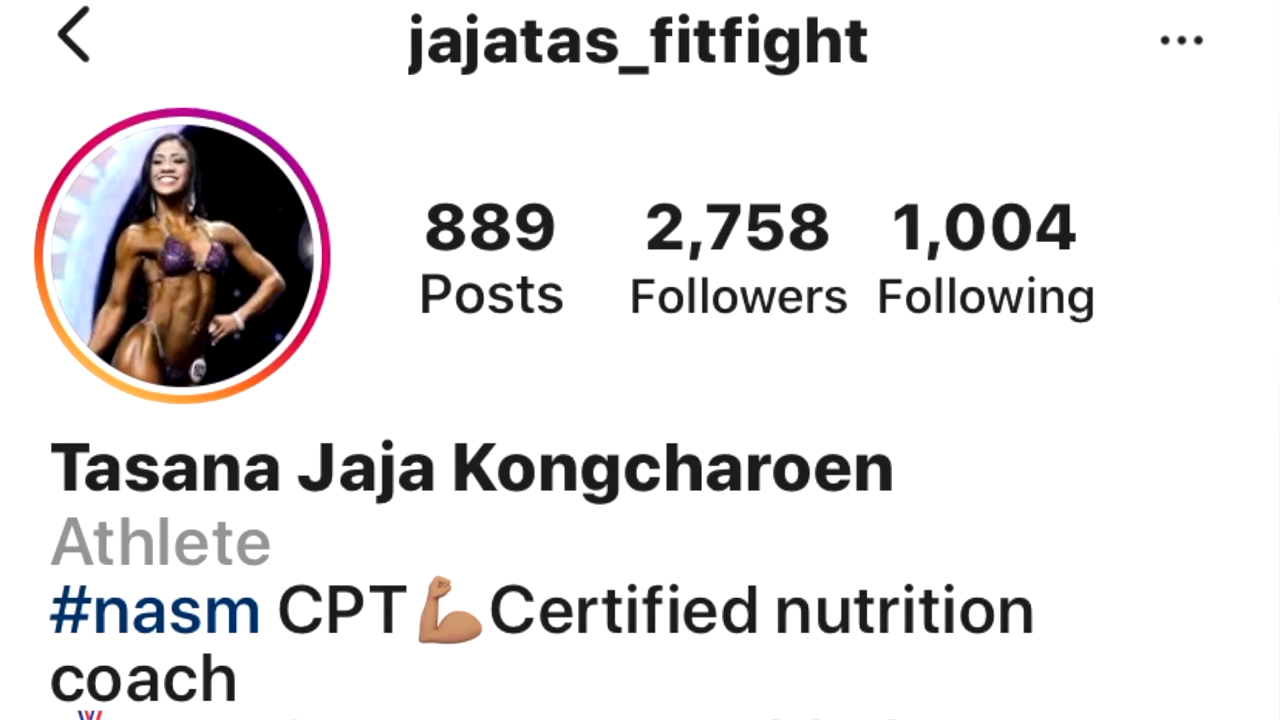 jajatas_fitfight
889 2,758 1,004
Posts Followers Following
Tasana Jaja Kongcharoen
Athlete
#nasm CPT💪🏽Certified nutrition
coach